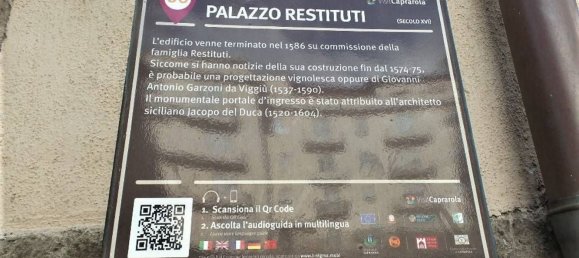 VisitCaprarola
PALAZZO RESTITUTI
(SECOLO XVI)
L'edificio venne terminato nel 1586 su commissione della
famiglia Restituti.
Siccome si hanno notizie della sua costruzione fin dal 1574-75,
è probabile una progettazione vignolesca oppure di Giovanni
Antonio Garzoni da Viggiù (1537-1590).
Il monumentale portale d'ingresso è stato attribuito all'architetto
siciliano Jacopo del Duca (1520-1604).
1. Scansiona il Qr Code
2. Ascolta l'audioguida in multilingua
VisitCaprarola